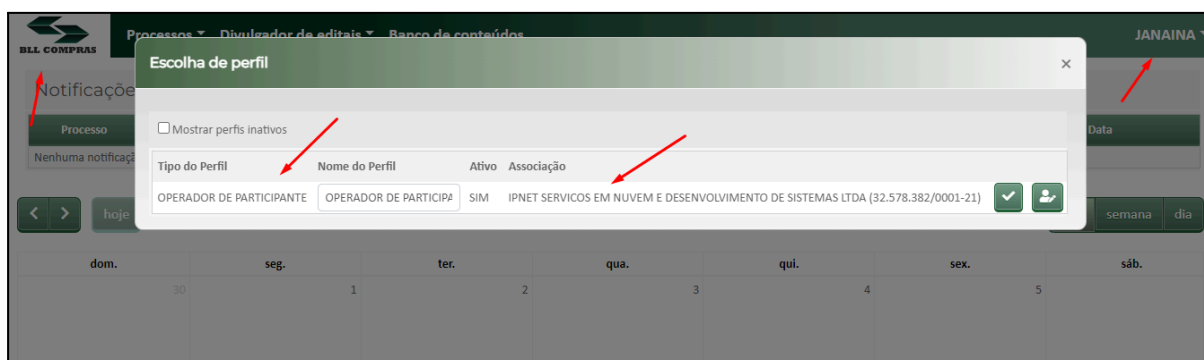 BLL COMPRAS
Processos Divulgador de editais Banco de conteúdos
JANAINA
Escolha de perfil
×
Notificaçõe
Mostrar perfis inativos
Processo
Data
Nenhuma notificaçã
Tipo do Perfil Nome do Perfil Ativo Associação
OPERADOR DE PARTICIPANTE OPERADOR DE PARTICIPA SIM IPNET SERVICOS EM NUVEM E DESENVOLVIMENTO DE SISTEMAS LTDA (32.578.382/0001-21)
hoje
semana dia
dom. seg. ter. qua. qui. sex. sáb.
30 1 2 3 4 5